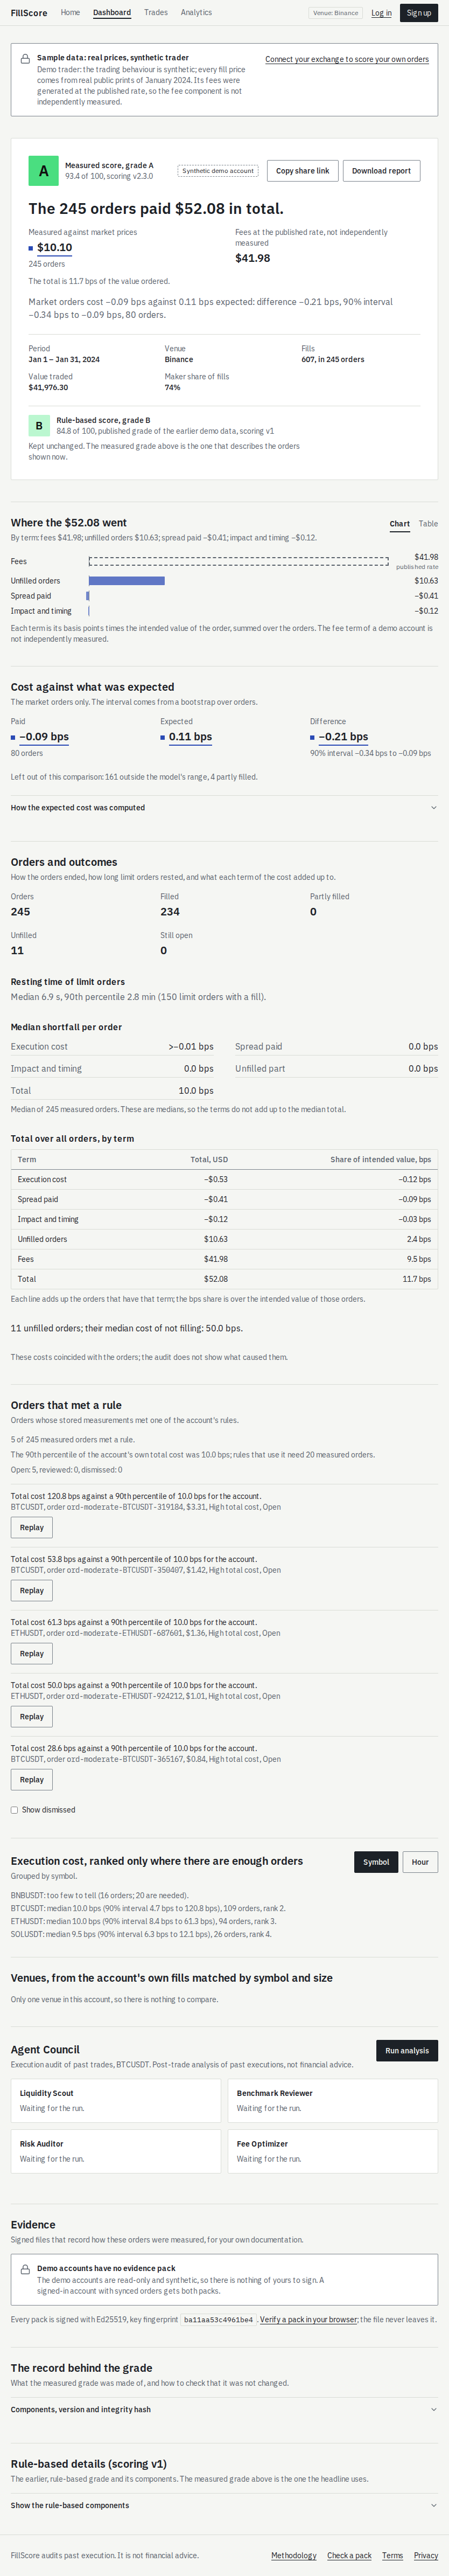 FillScore Home Dashboard Trades Analytics Venue: Binance Log in Sign up
Sample data: real prices, synthetic trader
Demo trader: the trading behaviour is synthetic; every fill price
comes from real public prints of January 2024. Its fees were
generated at the published rate, so the fee component is not
independently measured.
Connect your exchange to score your own orders
A
Measured score, grade A
93.4 of 100, scoring v2.3.0
Synthetic demo account
Copy share link
Download report
The 245 orders paid $52.08 in total.
Measured against market prices
$10.10
245 orders
Fees at the published rate, not independently
measured
$41.98
The total is 11.7 bps of the value ordered.
Market orders cost −0.09 bps against 0.11 bps expected: difference −0.21 bps, 90% interval
−0.34 bps to −0.09 bps, 80 orders.
Period
Jan 1 – Jan 31, 2024
Venue
Binance
Fills
607, in 245 orders
Value traded
$41,976.30
Maker share of fills
74%
B
Rule-based score, grade B
84.8 of 100, published grade of the earlier demo data, scoring v1
Kept unchanged. The measured grade above is the one that describes the orders
shown now.
Where the $52.08 went
Chart Table
By term: fees $41.98; unfilled orders $10.63; spread paid −$0.41; impact and timing −$0.12.
Fees $41.98
published rate
Unfilled orders $10.63
Spread paid −$0.41
Impact and timing −$0.12
Each term is its basis points times the intended value of the order, summed over the orders. The fee term of a demo account is
not independently measured.
Cost against what was expected
The market orders only. The interval comes from a bootstrap over orders.
Paid
−0.09 bps
80 orders
Expected
0.11 bps
Difference
−0.21 bps
90% interval −0.34 bps to −0.09 bps
Left out of this comparison: 161 outside the model's range, 4 partly filled.
How the expected cost was computed
Orders and outcomes
How the orders ended, how long limit orders rested, and what each term of the cost added up to.
Orders
245
Filled
234
Partly filled
0
Unfilled
11
Still open
0
Resting time of limit orders
Median 6.9 s, 90th percentile 2.8 min (150 limit orders with a fill).
Median shortfall per order
Execution cost >−0.01 bps
Spread paid 0.0 bps
Impact and timing 0.0 bps
Unfilled part 0.0 bps
Total 10.0 bps
Median of 245 measured orders. These are medians, so the terms do not add up to the median total.
Total over all orders, by term
Term Total, USD Share of intended value, bps
Execution cost −$0.53 −0.12 bps
Spread paid −$0.41 −0.09 bps
Impact and timing −$0.12 −0.03 bps
Unfilled orders $10.63 2.4 bps
Fees $41.98 9.5 bps
Total $52.08 11.7 bps
Each line adds up the orders that have that term; the bps share is over the intended value of those orders.
11 unfilled orders; their median cost of not filling: 50.0 bps.
These costs coincided with the orders; the audit does not show what caused them.
Orders that met a rule
Orders whose stored measurements met one of the account's rules.
5 of 245 measured orders met a rule.
The 90th percentile of the account's own total cost was 10.0 bps; rules that use it need 20 measured orders.
Open: 5, reviewed: 0, dismissed: 0
Total cost 120.8 bps against a 90th percentile of 10.0 bps for the account.
BTCUSDT, order ord-moderate-BTCUSDT-319184, $3.31, High total cost, Open
Replay
Total cost 53.8 bps against a 90th percentile of 10.0 bps for the account.
BTCUSDT, order ord-moderate-BTCUSDT-350407, $1.42, High total cost, Open
Replay
Total cost 61.3 bps against a 90th percentile of 10.0 bps for the account.
ETHUSDT, order ord-moderate-ETHUSDT-687601, $1.36, High total cost, Open
Replay
Total cost 50.0 bps against a 90th percentile of 10.0 bps for the account.
ETHUSDT, order ord-moderate-ETHUSDT-924212, $1.01, High total cost, Open
Replay
Total cost 28.6 bps against a 90th percentile of 10.0 bps for the account.
BTCUSDT, order ord-moderate-BTCUSDT-365167, $0.84, High total cost, Open
Replay
Show dismissed
Execution cost, ranked only where there are enough orders
Symbol Hour
Grouped by symbol.
BNBUSDT: too few to tell (16 orders; 20 are needed).
BTCUSDT: median 10.0 bps (90% interval 4.7 bps to 120.8 bps), 109 orders, rank 2.
ETHUSDT: median 10.0 bps (90% interval 8.4 bps to 61.3 bps), 94 orders, rank 3.
SOLUSDT: median 9.5 bps (90% interval 6.3 bps to 12.1 bps), 26 orders, rank 4.
Venues, from the account's own fills matched by symbol and size
Only one venue in this account, so there is nothing to compare.
Agent Council
Run analysis
Execution audit of past trades, BTCUSDT. Post-trade analysis of past executions, not financial advice.
Liquidity Scout
Waiting for the run.
Benchmark Reviewer
Waiting for the run.
Risk Auditor
Waiting for the run.
Fee Optimizer
Waiting for the run.
Evidence
Signed files that record how these orders were measured, for your own documentation.
Demo accounts have no evidence pack
The demo accounts are read-only and synthetic, so there is nothing of yours to sign. A
signed-in account with synced orders gets both packs.
Every pack is signed with Ed25519, key fingerprint ba11aa53c4961be4. Verify a pack in your browser; the file never leaves it.
The record behind the grade
What the measured grade was made of, and how to check that it was not changed.
Components, version and integrity hash
Rule-based details (scoring v1)
The earlier, rule-based grade and its components. The measured grade above is the one the headline uses.
Show the rule-based components
FillScore audits past execution. It is not financial advice.
Methodology Check a pack Terms Privacy